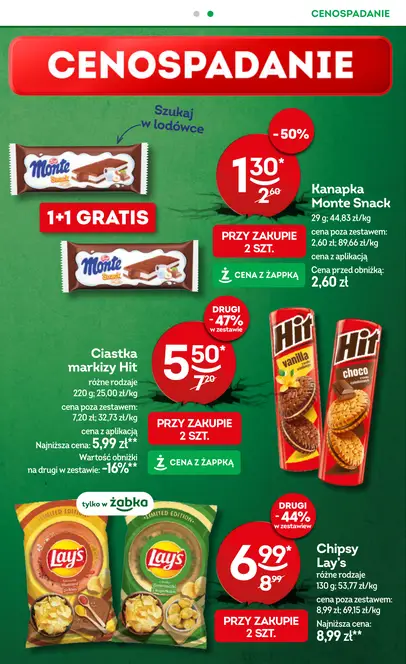 CENOSPADANIE
CENOSPADANIE
Szukaj
w lodówce
Monte
Snack
1+1 GRATIS
Monte
Snack
-50%
1.30*
2.60
PRZY ZAKUPIE
2 SZT.
Ż CENA Z ŻAPPKĄ
Kanapka
Monte Snack
29 g; 44,83 zł/kg
cena poza zestawem:
2,60 zł; 89,66 zł/kg
cena z aplikacją
Cena przed obniżką:
2,60 zł
Ciastka
markizy Hit
różne rodzaje
220 g; 25,00 zł/kg
cena poza zestawem:
7,20 zł; 32,73 zł/kg
cena z aplikacją
Najniższa cena: 5,99 zł**
Wartość obniżki
na drugi w zestawie: -16%**
DRUGI
-47%
w zestawie
5.50*
7.20
PRZY ZAKUPIE
2 SZT.
Ż CENA Z ŻAPPKĄ
Hit
vanilla
Hit
choco
tylko w żabka
LIMITED EDITION
Lay's
LIMITED EDITION
Lay's
DRUGI
-44%
w zestawie
6.99*
8.99
PRZY ZAKUPIE
2 SZT.
Chipsy
Lay's
różne rodzaje
130 g; 53,77 zł/kg
cena poza zestawem:
8,99 zł; 69,15 zł/kg
Najniższa cena:
8,99 zł**